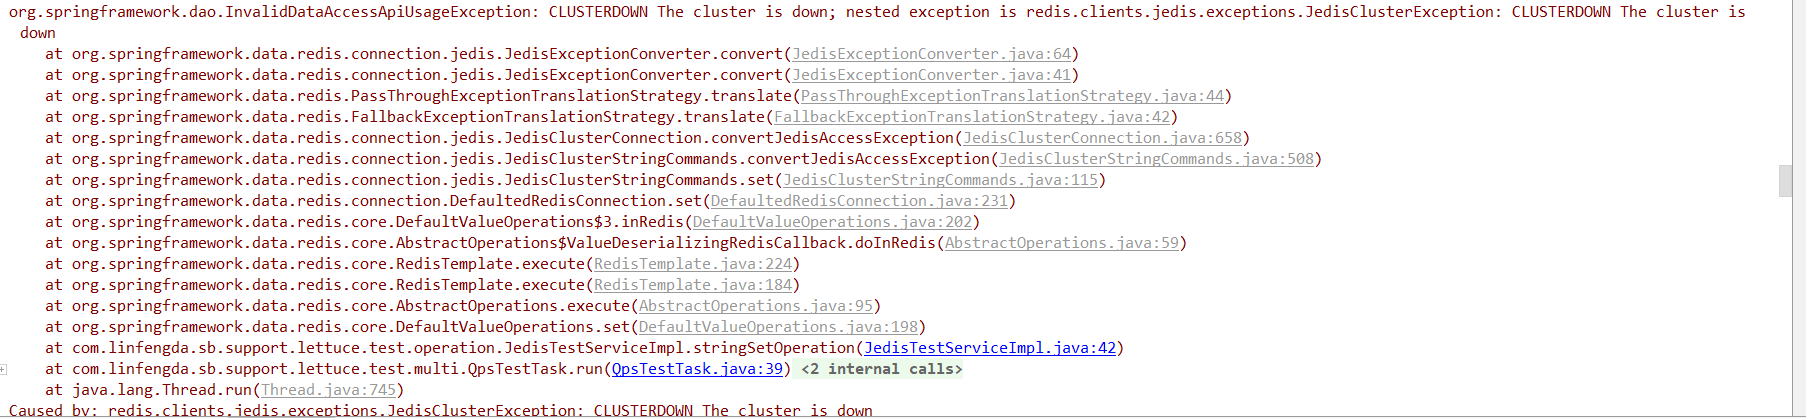 org.springframework.dao.InvalidDataAccessApiUsageException: CLUSTERDOWN The cluster is down; nested exception is redis.clients.jedis.exceptions.JedisClusterException: CLUSTERDOWN The cluster is
down
at org.springframework.data.redis.connection.jedis.JedisExceptionConverter.convert(JedisExceptionConverter.java:64)
at org.springframework.data.redis.connection.jedis.JedisExceptionConverter.convert(JedisExceptionConverter.java:41)
at org.springframework.data.redis.PassThroughExceptionTranslationStrategy.translate(PassThroughExceptionTranslationStrategy.java:44)
at org.springframework.data.redis.FallbackExceptionTranslationStrategy.translate(FallbackExceptionTranslationStrategy.java:42)
at org.springframework.data.redis.connection.jedis.JedisClusterConnection.convertJedisAccessException(JedisClusterConnection.java:658)
at org.springframework.data.redis.connection.jedis.JedisClusterStringCommands.convertJedisAccessException(JedisClusterStringCommands.java:508)
at org.springframework.data.redis.connection.jedis.JedisClusterStringCommands.set(JedisClusterStringCommands.java:115)
at org.springframework.data.redis.connection.DefaultedRedisConnection.set(DefaultedRedisConnection.java:231)
at org.springframework.data.redis.core.DefaultValueOperations$3.inRedis(DefaultValueOperations.java:202)
at org.springframework.data.redis.core.AbstractOperations$ValueDeserializingRedisCallback.doInRedis(AbstractOperations.java:59)
at org.springframework.data.redis.core.RedisTemplate.execute(RedisTemplate.java:224)
at org.springframework.data.redis.core.RedisTemplate.execute(RedisTemplate.java:184)
at org.springframework.data.redis.core.AbstractOperations.execute(AbstractOperations.java:95)
at org.springframework.data.redis.core.DefaultValueOperations.set(DefaultValueOperations.java:198)
at com.linfengda.sb.support.lettuce.test.operation.JedisTestServiceImpl.stringSetOperation(JedisTestServiceImpl.java:42)
at com.linfengda.sb.support.lettuce.test.multi.QpsTestTask.run(QpsTestTask.java:39) <2 internal calls>
at java.lang.Thread.run(Thread.java:745)
Caused by: redis.clients.jedis.exceptions.JedisClusterException: CLUSTERDOWN The cluster is down